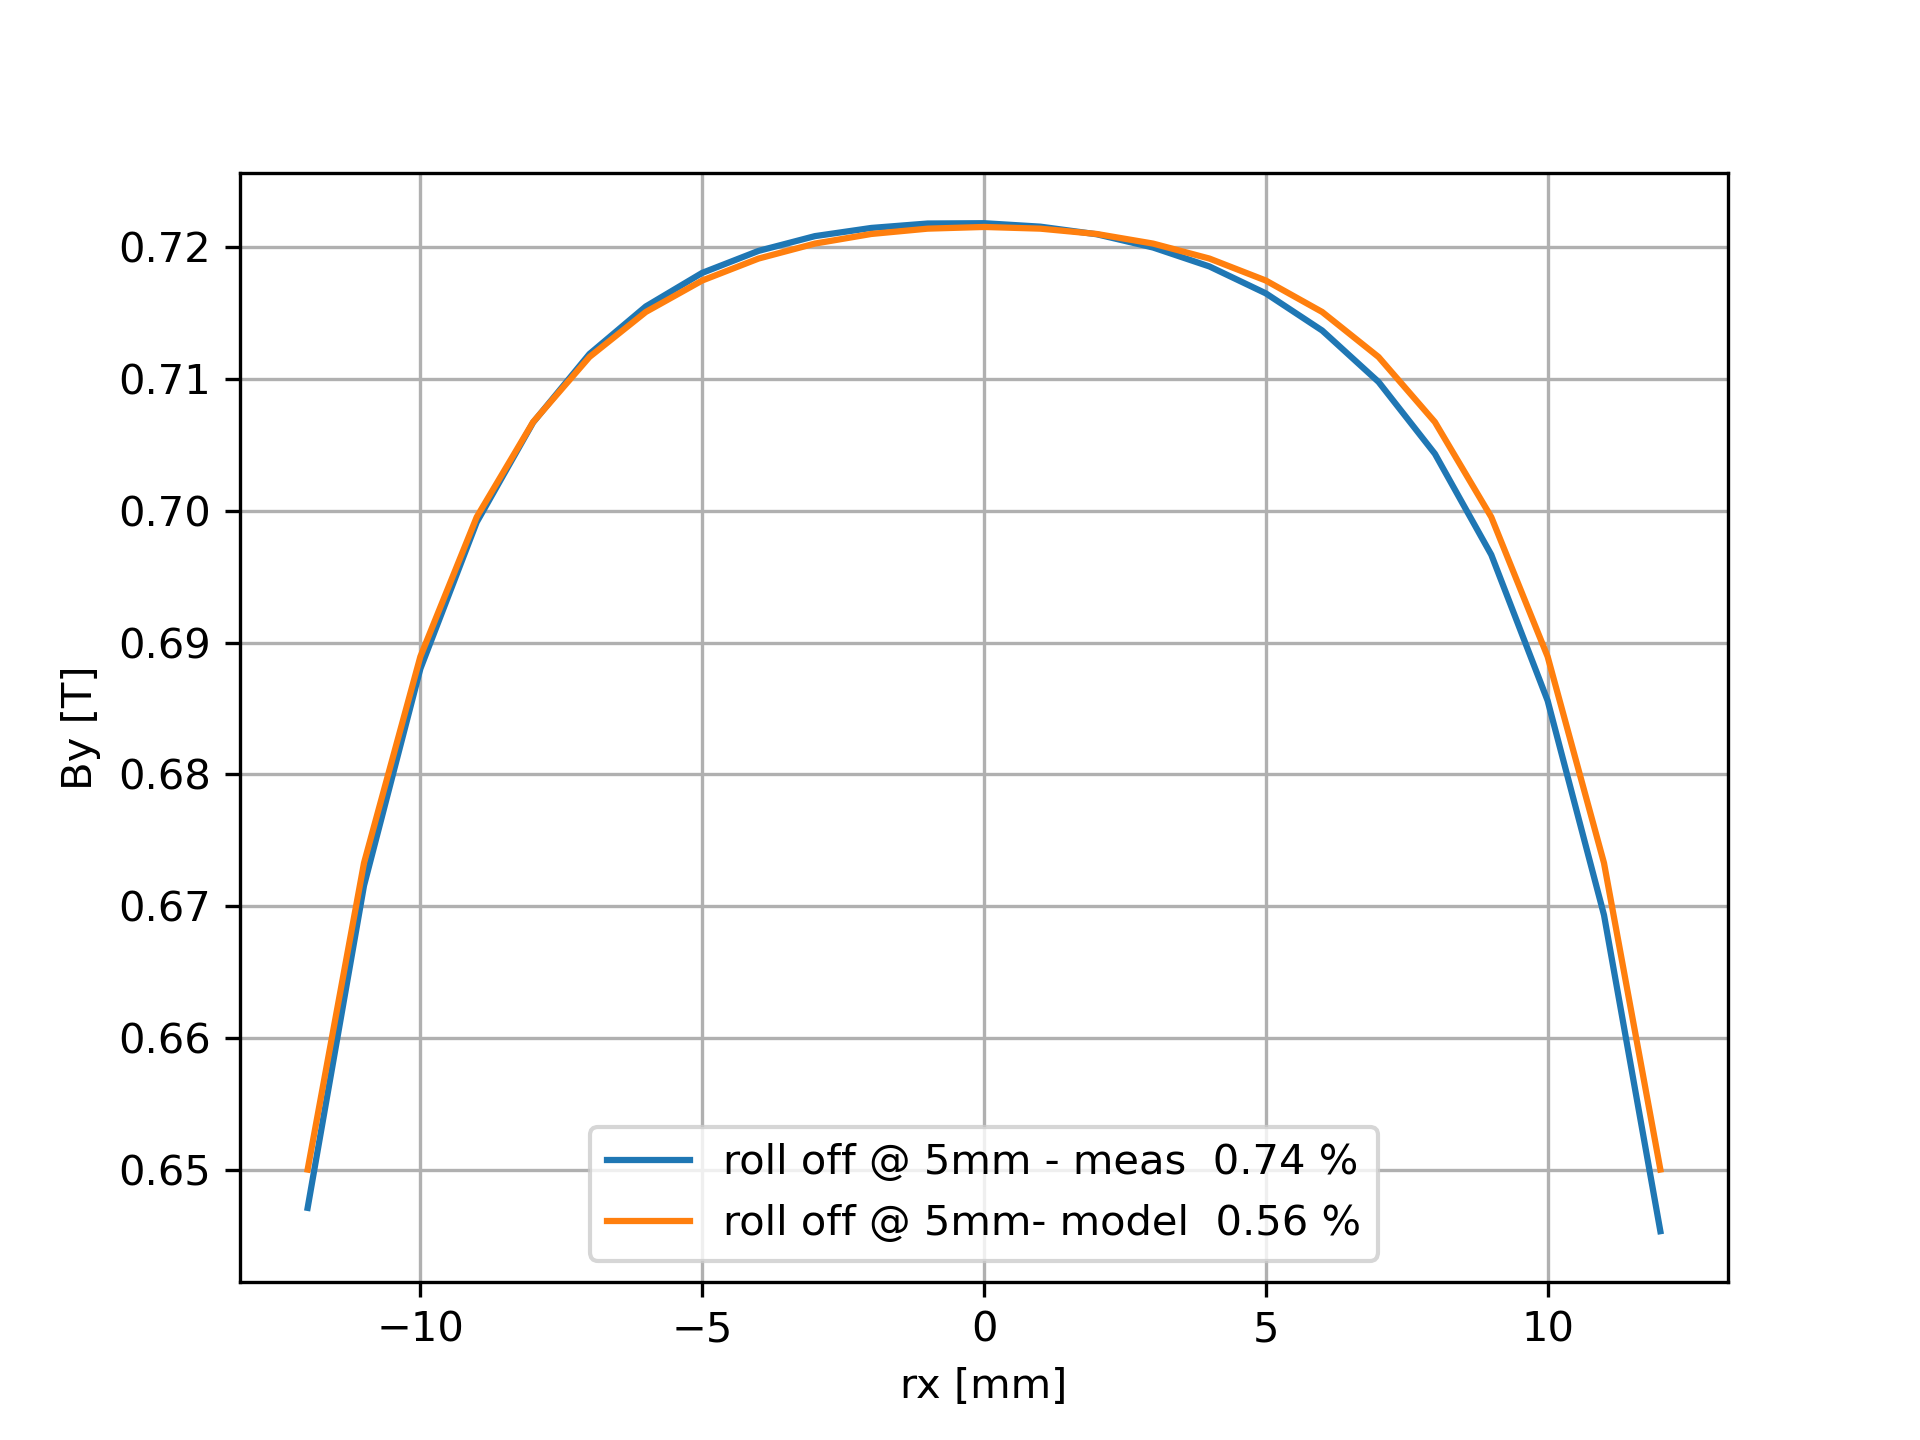 0.72
0.71
0.70
0.69
0.68
0.67
0.66
0.65
By [T]
roll off @ 5mm - meas  0.74 %
roll off @ 5mm- model  0.56 %
−10 −5 0 5 10
rx [mm]